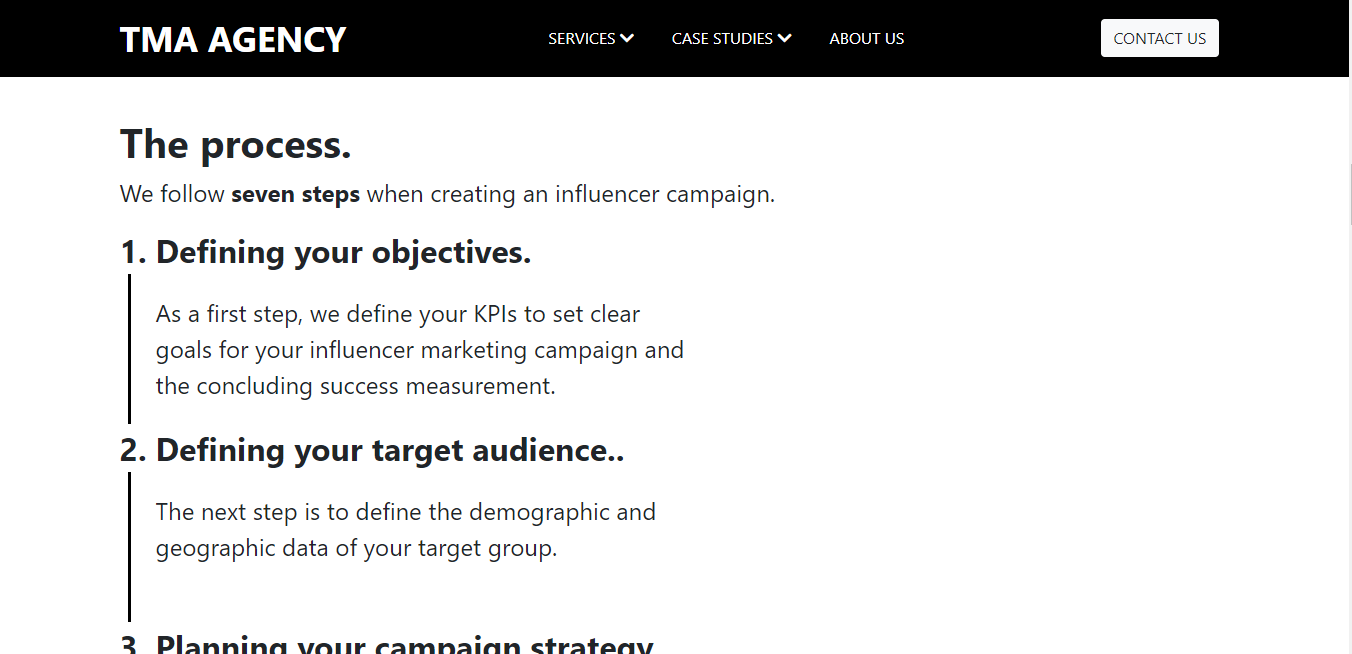 TMA AGENCY
SERVICES
CASE STUDIES
ABOUT US
CONTACT US
The process.
We follow seven steps when creating an influencer campaign.
1. Defining your objectives.
As a first step, we define your KPIs to set clear
goals for your influencer marketing campaign and
the concluding success measurement.
2. Defining your target audience..
The next step is to define the demographic and
geographic data of your target group.
3. Planning your campaign strategy